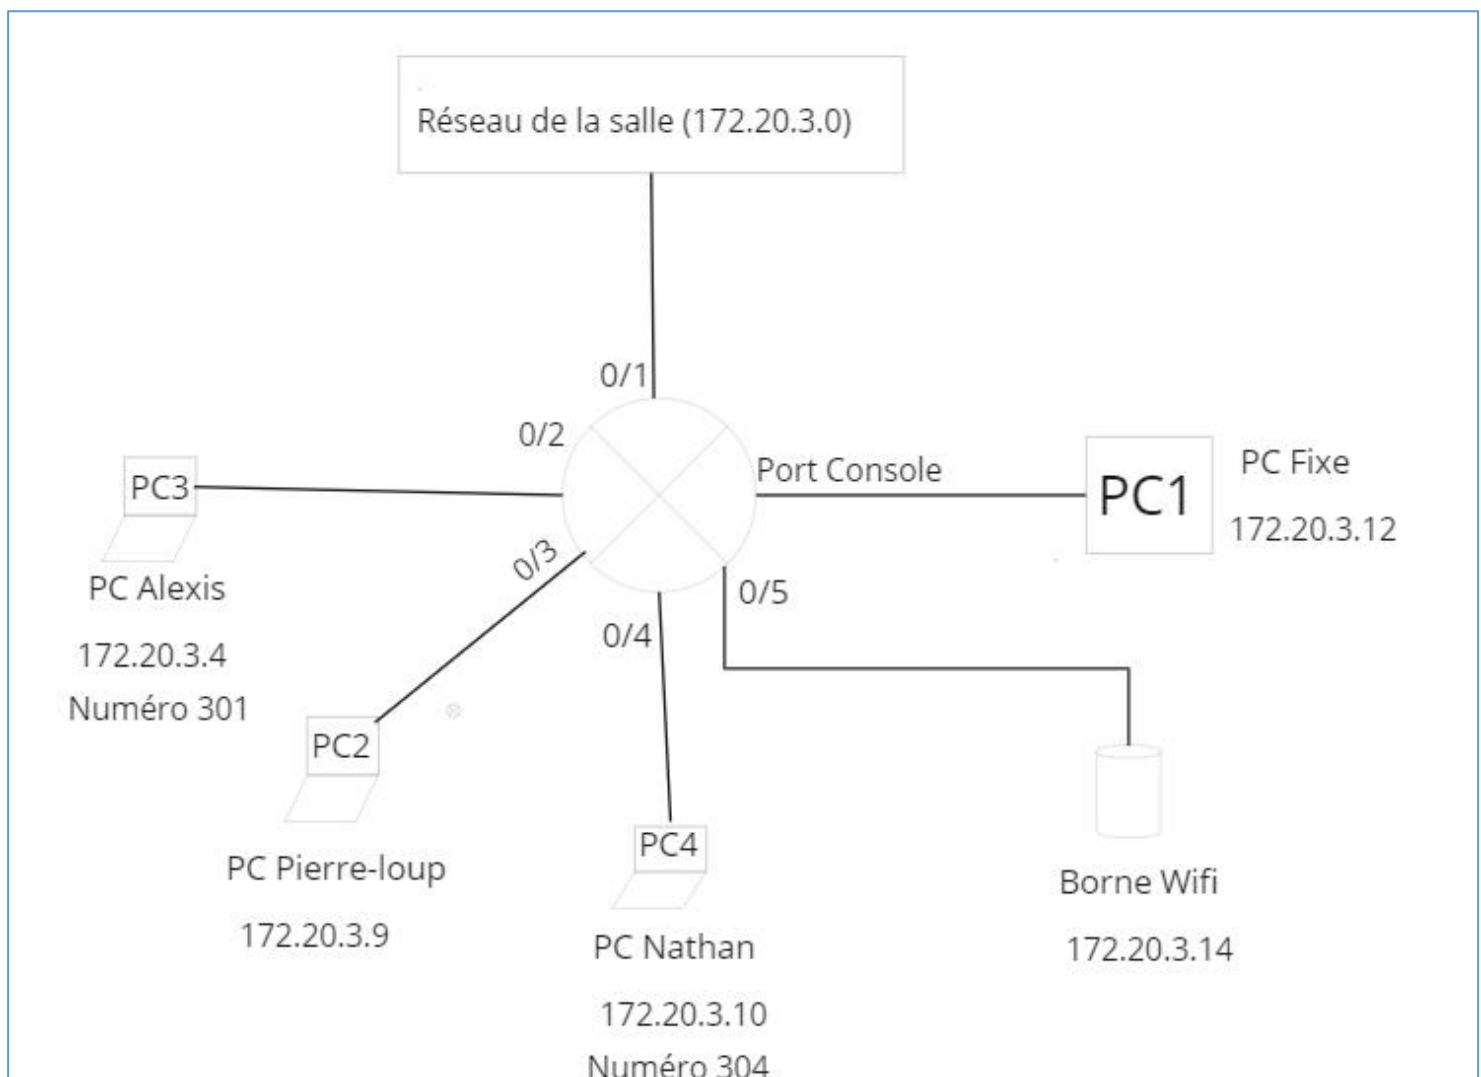 Réseau de la salle (172.20.3.0)
0/1
0/2
Port Console
PC1
PC Fixe
172.20.3.12
PC3
PC Alexis
172.20.3.4
Numéro 301
0/3
0/4
0/5
PC2
PC Pierre-loup
172.20.3.9
PC4
PC Nathan
172.20.3.10
Numéro 304
Borne Wifi
172.20.3.14